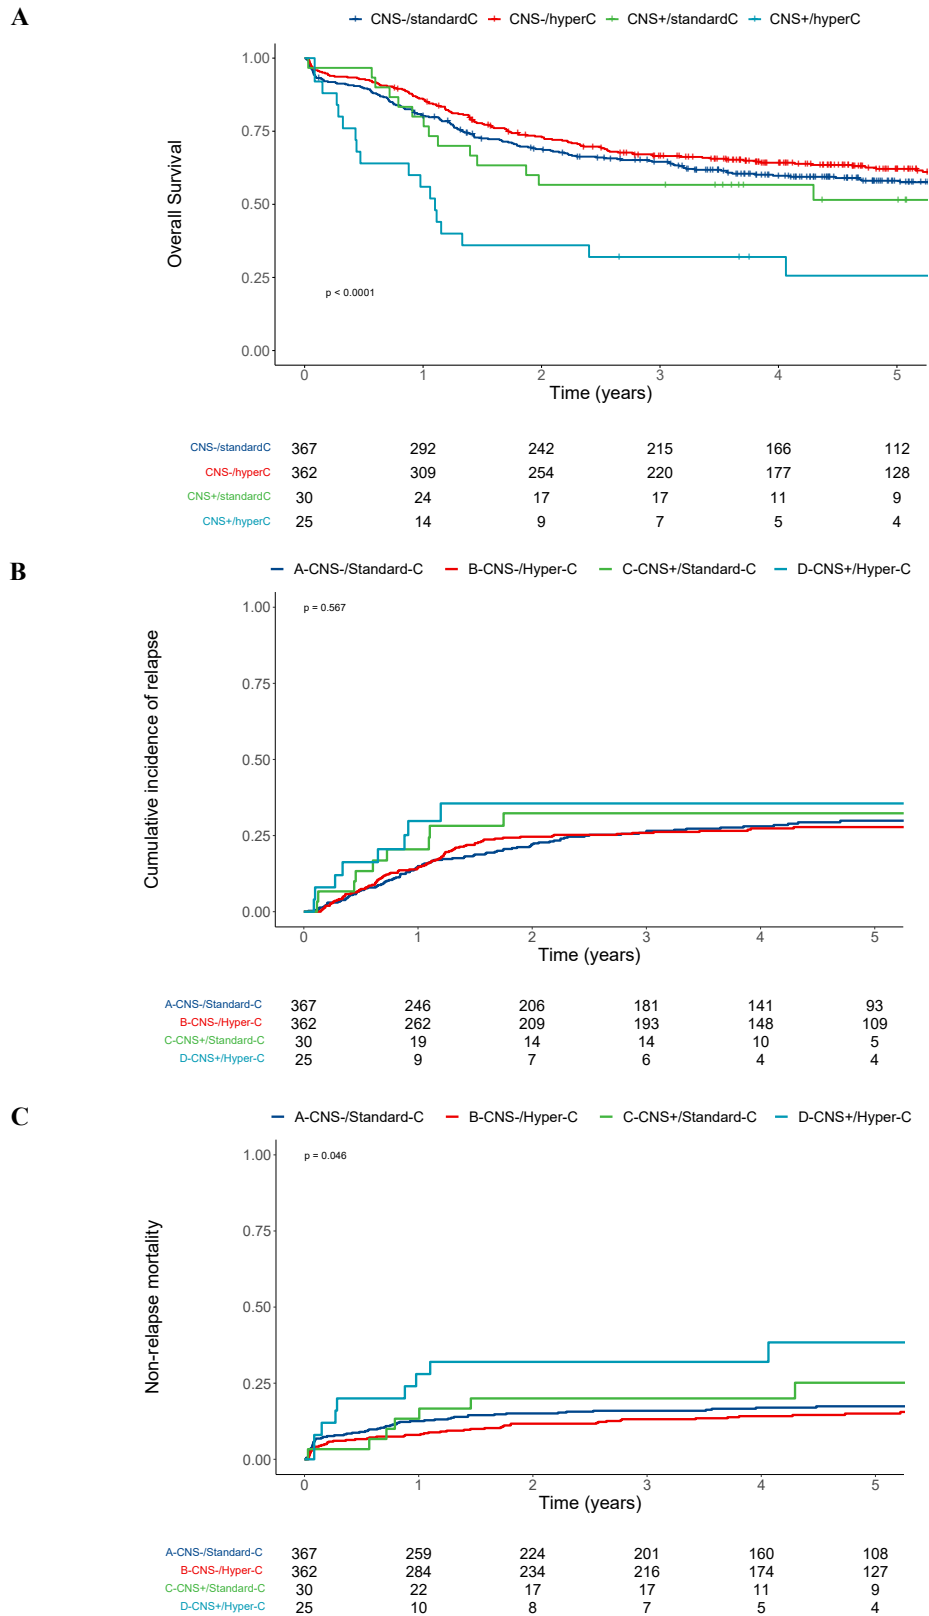 A
CNS-/standardC CNS-/hyperC CNS+/standardC CNS+/hyperC
Overall Survival
1.00
0.75
0.50
0.25
0.00
p < 0.0001
0 1 2 3 4 5
Time (years)
CNS-/standardC 367 292 242 215 166 112
CNS-/hyperC 362 309 254 220 177 128
CNS+/standardC 30 24 17 17 11 9
CNS+/hyperC 25 14 9 7 5 4
B
A-CNS-/Standard-C B-CNS-/Hyper-C C-CNS+/Standard-C D-CNS+/Hyper-C
Cumulative incidence of relapse
1.00
p = 0.567
0.75
0.50
0.25
0.00
0 1 2 3 4 5
Time (years)
A-CNS-/Standard-C 367 246 206 181 141 93
B-CNS-/Hyper-C 362 262 209 193 148 109
C-CNS+/Standard-C 30 19 14 14 10 5
D-CNS+/Hyper-C 25 9 7 6 4 4
C
A-CNS-/Standard-C B-CNS-/Hyper-C C-CNS+/Standard-C D-CNS+/Hyper-C
Non-relapse mortality
1.00
p = 0.046
0.75
0.50
0.25
0.00
0 1 2 3 4 5
Time (years)
A-CNS-/Standard-C 367 259 224 201 160 108
B-CNS-/Hyper-C 362 284 234 216 174 127
C-CNS+/Standard-C 30 22 17 17 11 9
D-CNS+/Hyper-C 25 10 8 7 5 4